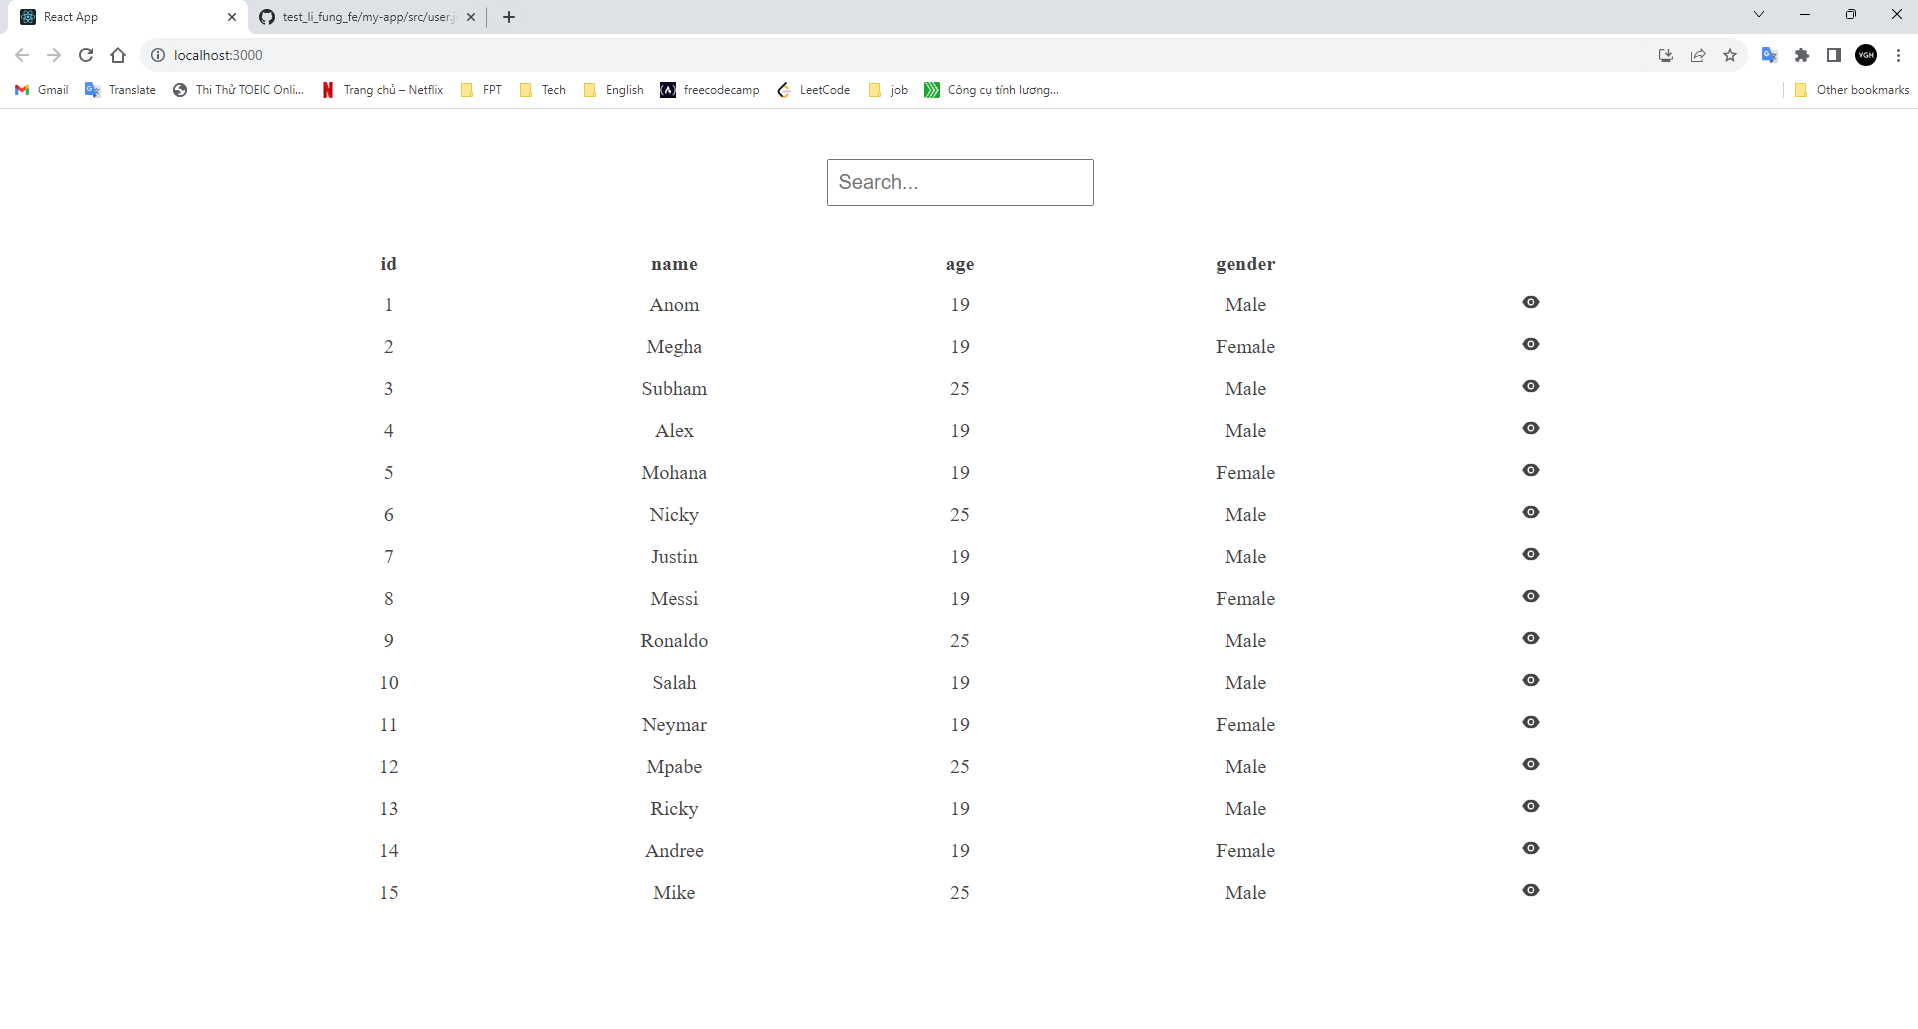 React App
test_li_fung_fe/my-app/src/user.j
localhost:3000
VGH
Gmail Translate Thi Thử TOEIC Onli... Trang chủ – Netflix FPT Tech English freecodecamp LeetCode job Công cụ tính lương... Other bookmarks
Search...
id name age gender
1 Anom 19 Male
2 Megha 19 Female
3 Subham 25 Male
4 Alex 19 Male
5 Mohana 19 Female
6 Nicky 25 Male
7 Justin 19 Male
8 Messi 19 Female
9 Ronaldo 25 Male
10 Salah 19 Male
11 Neymar 19 Female
12 Mpabe 25 Male
13 Ricky 19 Male
14 Andree 19 Female
15 Mike 25 Male